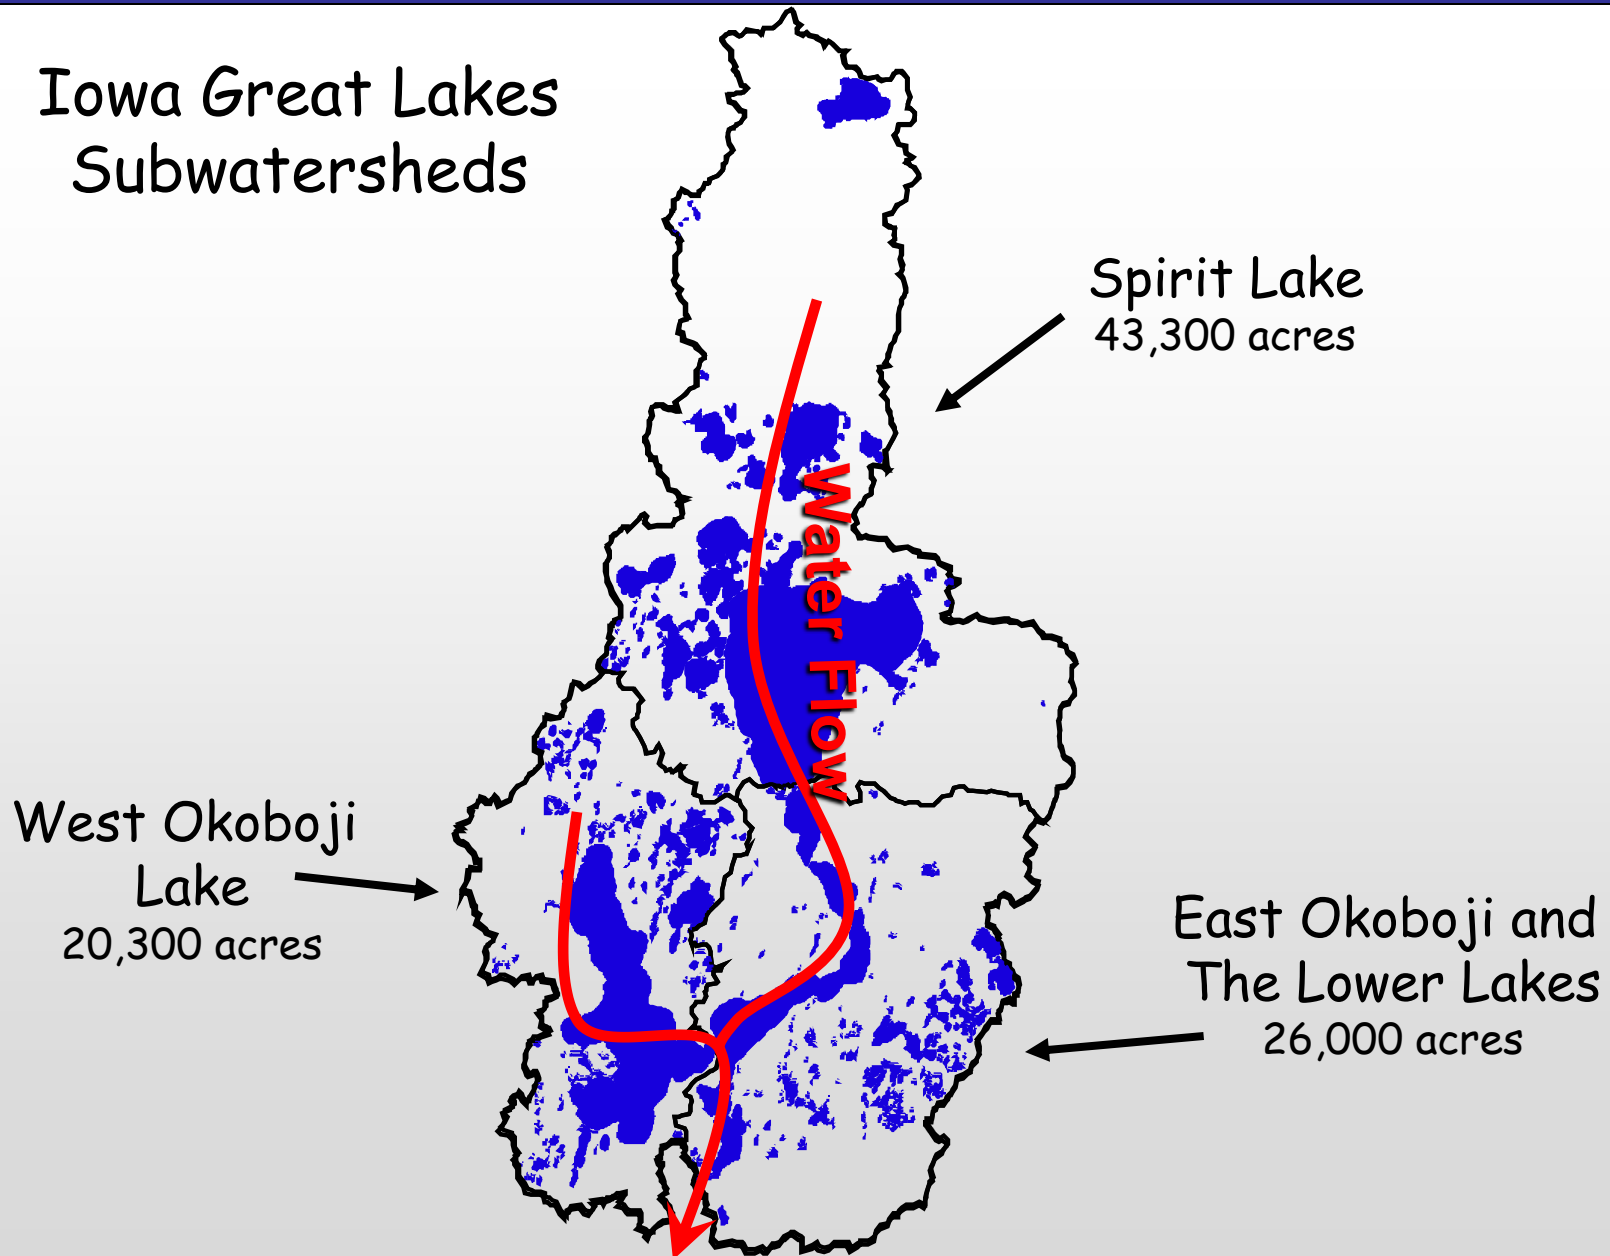 Iowa Great Lakes
Subwatersheds
Spirit Lake
43,300 acres
Water Flow
West Okoboji
Lake
20,300 acres
East Okoboji and
The Lower Lakes
26,000 acres